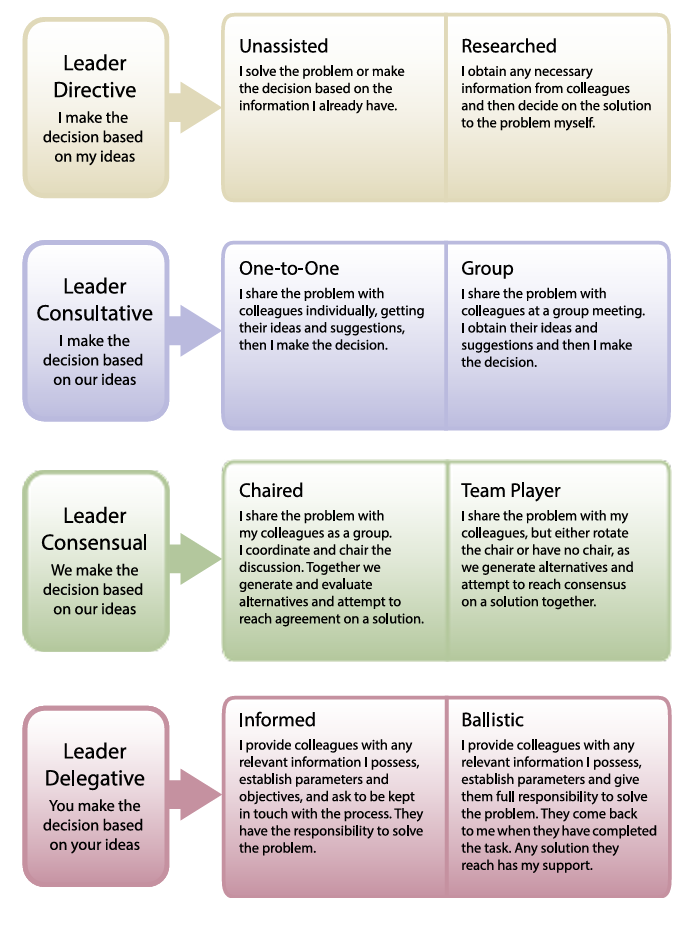 Leader
Directive
I make the
decision based
on my ideas
Unassisted
I solve the problem or make
the decision based on the
information I already have.
Researched
I obtain any necessary
information from colleagues
and then decide on the solution
to the problem myself.
Leader
Consultative
I make the
decision based
on our ideas
One-to-One
I share the problem with
colleagues individually, getting
their ideas and suggestions,
then I make the decision.
Group
I share the problem with
colleagues at a group meeting.
I obtain their ideas and
suggestions and then I make
the decision.
Leader
Consensual
We make the
decision based
on our ideas
Chaired
I share the problem with
my colleagues as a group.
I coordinate and chair the
discussion. Together we
generate and evaluate
alternatives and attempt to
reach agreement on a solution.
Team Player
I share the problem with my
colleagues, but either rotate
the chair or have no chair, as
we generate alternatives and
attempt to reach consensus
on a solution together.
Leader
Delegative
You make the
decision based
on your ideas
Informed
I provide colleagues with any
relevant information I possess,
establish parameters and
objectives, and ask to be kept
in touch with the process. They
have the responsibility to solve
the problem.
Ballistic
I provide colleagues with any
relevant information I possess,
establish parameters and give
them full responsibility to solve
the problem. They come back
to me when they have completed
the task. Any solution they
reach has my support.